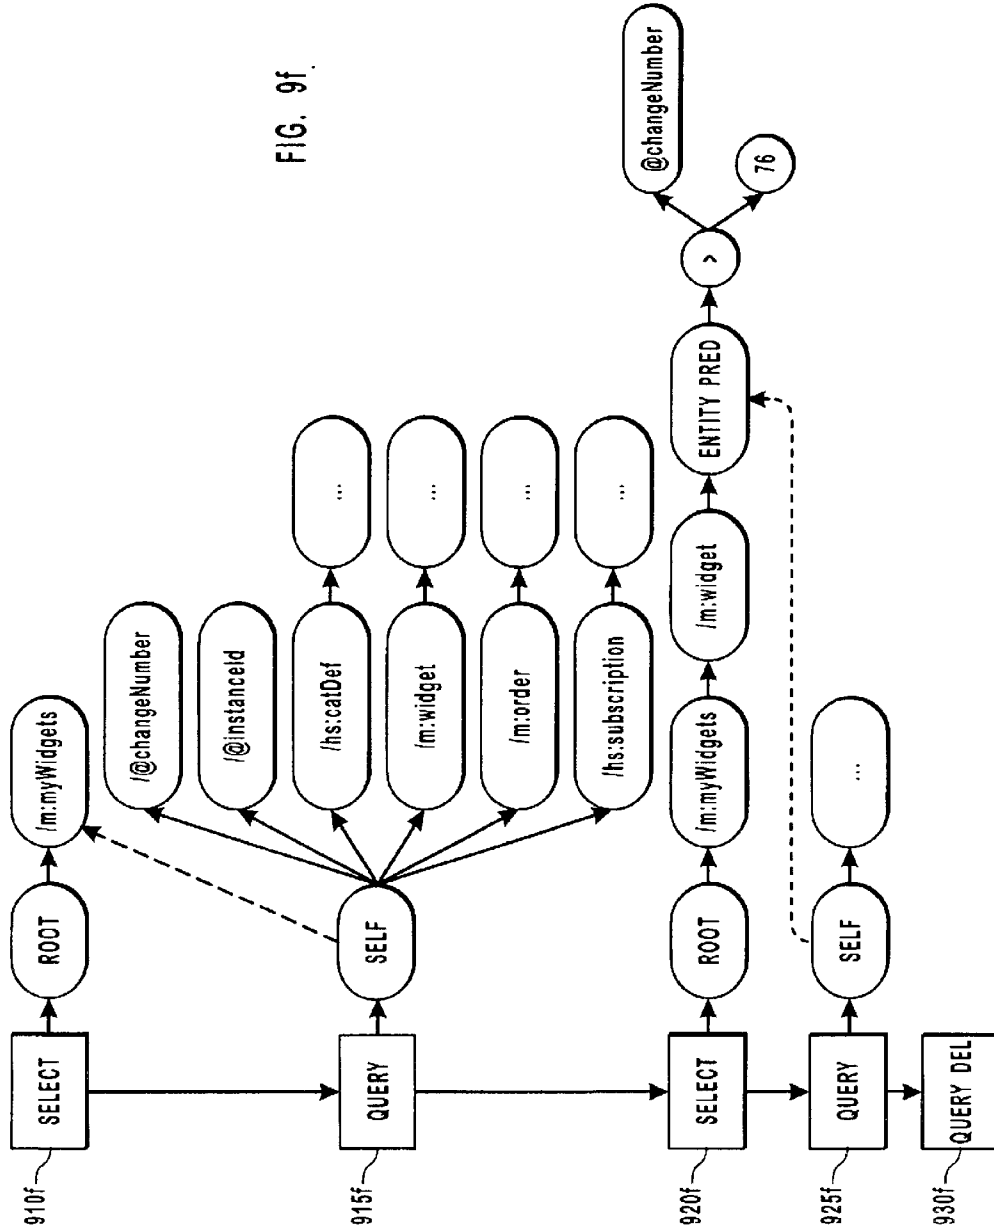 FIG. 9f
910f
SELECT
ROOT
/m:myWidgets
915f
QUERY
SELF
/@changeNumber
/@instanceId
/hs:catDef
...
/m:widget
...
/m:order
...
/hs:subscription
...
920f
SELECT
ROOT
/m:myWidgets
/m:widget
ENTITY PRED
>
@changeNumber
76
925f
QUERY
SELF
...
930f
QUERY DEL